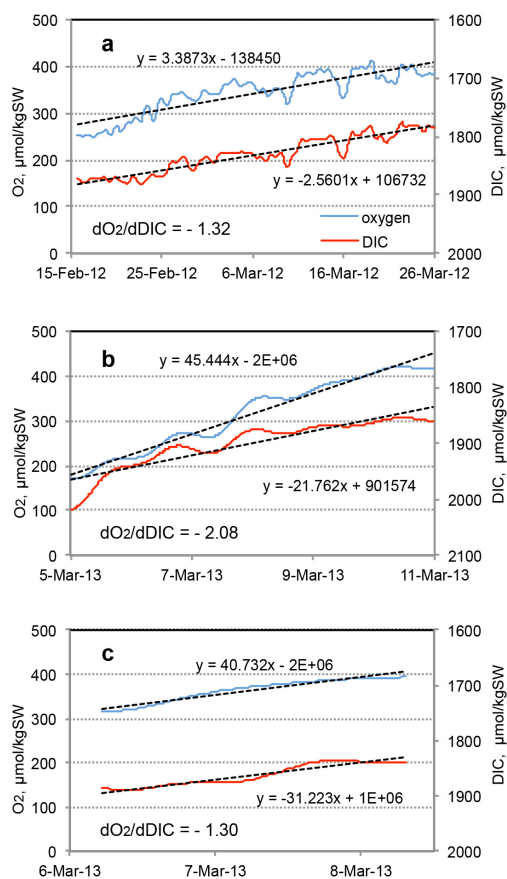 a
500
400
300
200
100
0
O2, µmol/kgSW
1600
1700
1800
1900
2000
DIC, µmol/kgSW
y = 3.3873x - 138450
y = -2.5601x + 106732
dO2/dDIC = - 1.32
oxygen
DIC
15-Feb-12 25-Feb-12 6-Mar-12 16-Mar-12 26-Mar-12
b
500
400
300
200
100
0
O2, µmol/kgSW
1700
1800
1900
2000
2100
DIC, µmol/kgSW
y = 45.444x - 2E+06
y = -21.762x + 901574
dO2/dDIC = - 2.08
5-Mar-13 7-Mar-13 9-Mar-13 11-Mar-13
c
500
400
300
200
100
0
O2, µmol/kgSW
1600
1700
1800
1900
2000
DIC, µmol/kgSW
y = 40.732x - 2E+06
y = -31.223x + 1E+06
dO2/dDIC = - 1.30
6-Mar-13 7-Mar-13 8-Mar-13